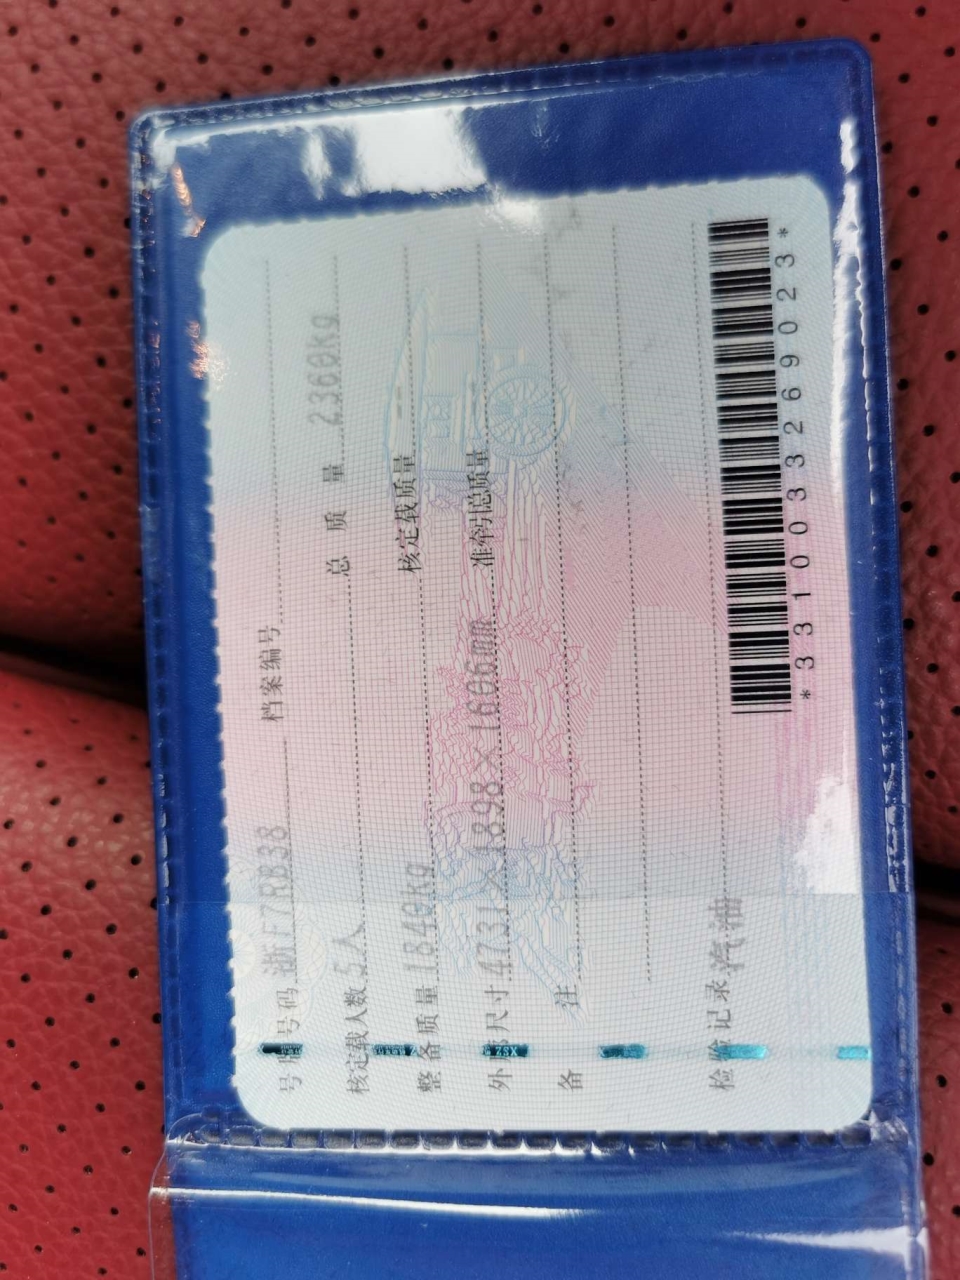 号牌号码 浙F7RB38 档案编号
核定载人数 5人 总质量 2360kg
整备质量 1840kg 核定载质量 --
外廓尺寸 4731×1898×1606mm 准牵引总质量
备注
检验记录 汽油
*3310033269023*